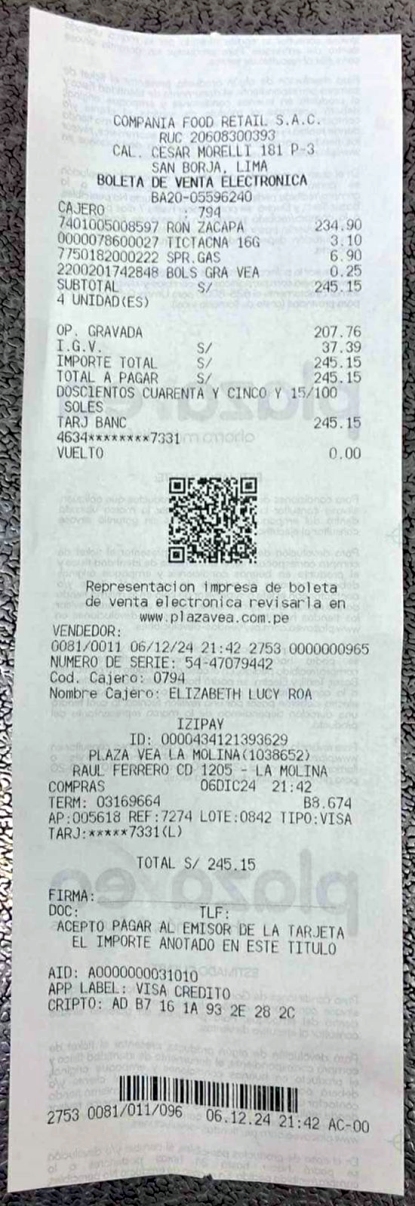 COMPANIA FOOD RETAIL S.A.C.
RUC 20608300393
CAL. CESAR MORELLI 181 P-3
SAN BORJA, LIMA
BOLETA DE VENTA ELECTRONICA
BA20-05596240
CAJERO : 794
7401005008597 RON ZACAPA 234.90
0000078600027 TICTACNA 16G 3.10
7750182000222 SPR.GAS 6.90
2200201742848 BOLS GRA VEA 0.25
SUBTOTAL S/ 245.15
4 UNIDAD(ES)
OP. GRAVADA 207.76
I.G.V. S/ 37.39
IMPORTE TOTAL S/ 245.15
TOTAL A PAGAR S/ 245.15
DOSCIENTOS CUARENTA Y CINCO Y 15/100
SOLES
TARJ BANC 245.15
4634********7331
VUELTO 0.00
Representacion impresa de boleta
de venta electronica revisarla en
www.plazavea.com.pe
VENDEDOR:
0081/0011 06/12/24 21:42 2753 0000000965
NUMERO DE SERIE: 54-47079442
Cod. Cajero: 0794
Nombre Cajero: ELIZABETH LUCY ROA
IZIPAY
ID: 0000434121393629
PLAZA VEA LA MOLINA(1038652)
RAUL FERRERO CD 1205 - LA MOLINA
COMPRAS 06DIC24 21:42
TERM: 03169664 B8.674
AP:005618 REF:7274 LOTE:0842 TIPO:VISA
TARJ:*****7331(L)
TOTAL S/ 245.15
FIRMA:
DOC: TLF:
ACEPTO PAGAR AL EMISOR DE LA TARJETA
EL IMPORTE ANOTADO EN ESTE TITULO
AID: A0000000031010
APP LABEL: VISA CREDITO
CRIPTO: AD B7 16 1A 93 2E 28 2C
2753 0081/011/096 06.12.24 21:42 AC-00